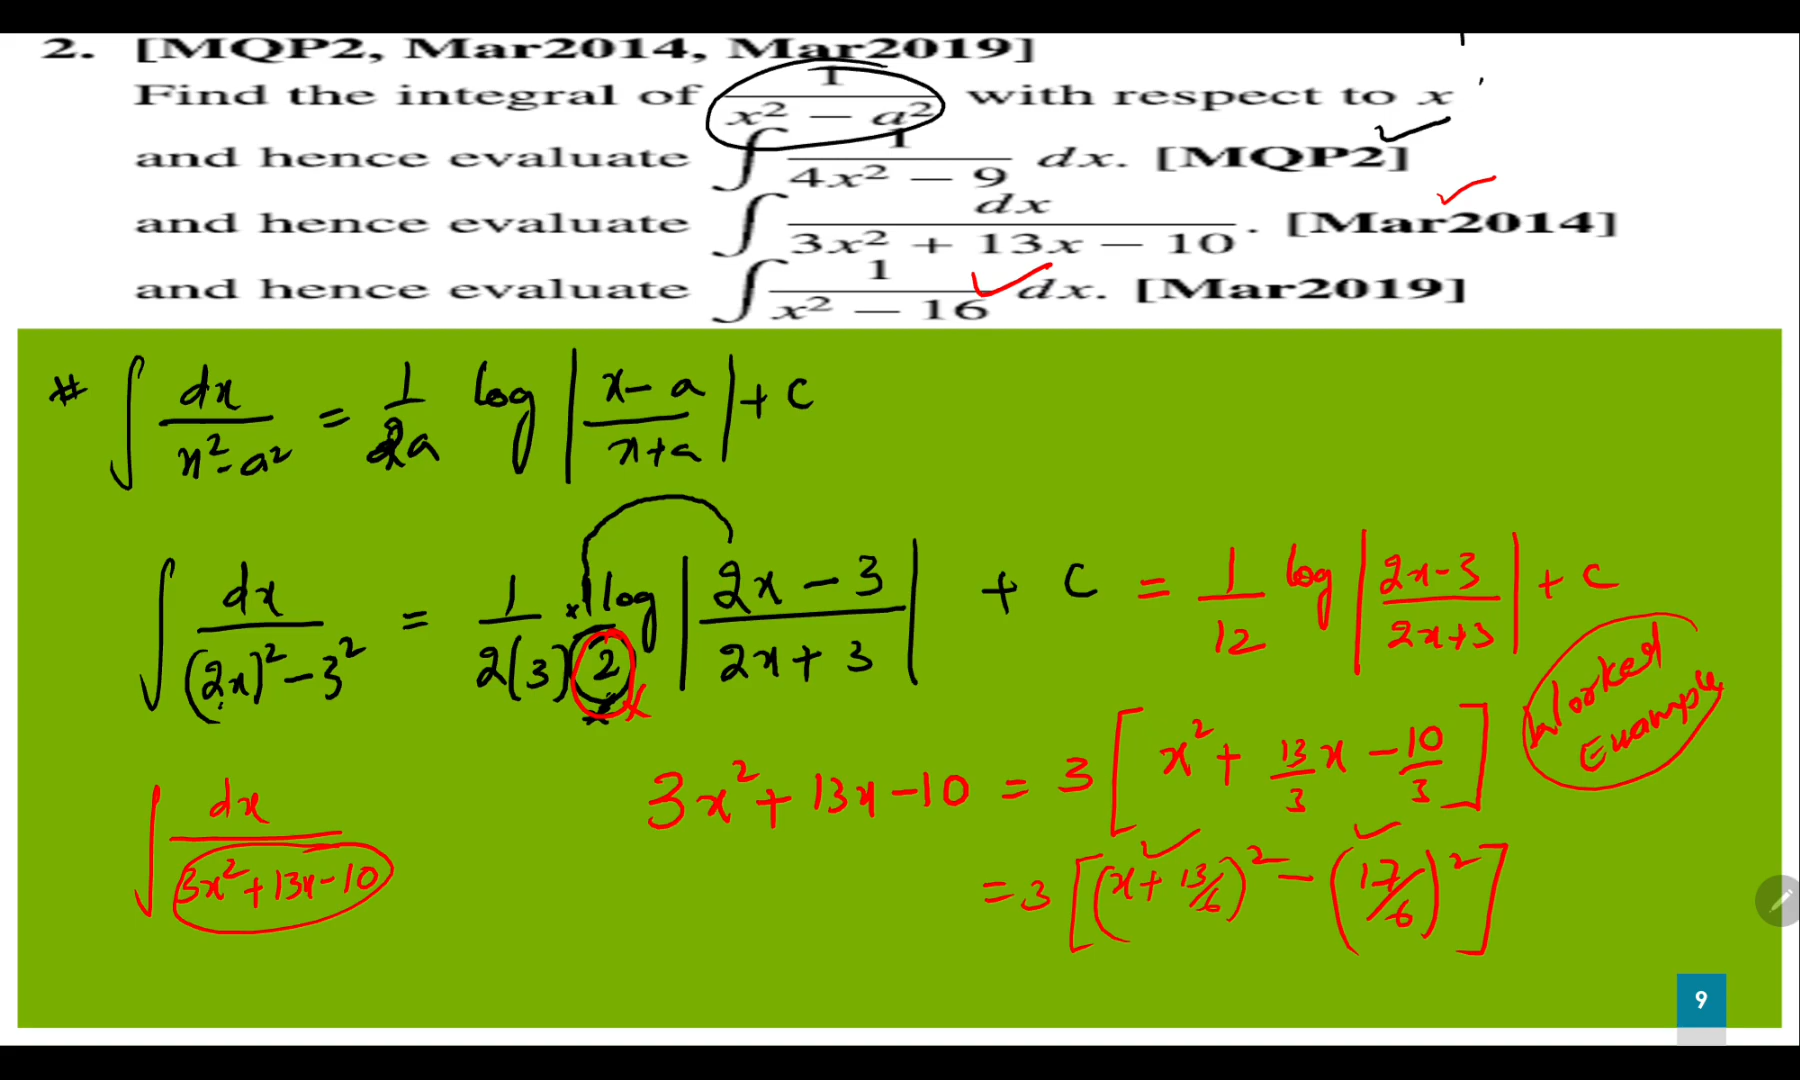 2. [MQP2, Mar2014, Mar2019]
Find the integral of 1/(x² − a²) with respect to x
and hence evaluate ∫ 1/(4x² − 9) dx. [MQP2]
and hence evaluate ∫ dx/(3x² + 13x − 10). [Mar2014]
and hence evaluate ∫ 1/(x² − 16) dx. [Mar2019]
# ∫ dx/(x² - a²) = 1/2a log |(x - a)/(x + a)| + c
∫ dx/((2x)² - 3²) = 1/(2(3)) × 1/2 log |(2x - 3)/(2x + 3)| + c = 1/12 log |(2x-3)/(2x+3)| + c
Worked
Example
∫ dx/(3x² + 13x - 10)
3x² + 13x - 10 = 3 [x² + 13/3 x - 10/3]
= 3 [(x + 13/6)² - (17/6)²]
9